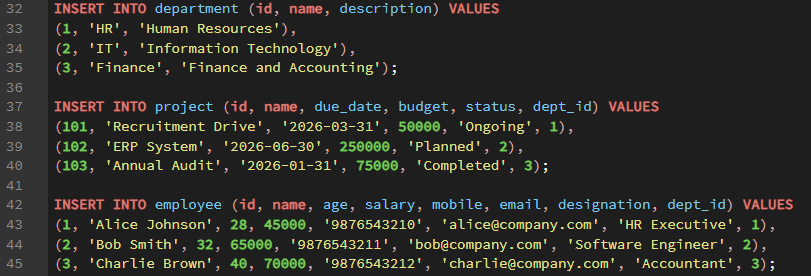 32 INSERT INTO department (id, name, description) VALUES
33 (1, 'HR', 'Human Resources'),
34 (2, 'IT', 'Information Technology'),
35 (3, 'Finance', 'Finance and Accounting');
36
37 INSERT INTO project (id, name, due_date, budget, status, dept_id) VALUES
38 (101, 'Recruitment Drive', '2026-03-31', 50000, 'Ongoing', 1),
39 (102, 'ERP System', '2026-06-30', 250000, 'Planned', 2),
40 (103, 'Annual Audit', '2026-01-31', 75000, 'Completed', 3);
41
42 INSERT INTO employee (id, name, age, salary, mobile, email, designation, dept_id) VALUES
43 (1, 'Alice Johnson', 28, 45000, '9876543210', 'alice@company.com', 'HR Executive', 1),
44 (2, 'Bob Smith', 32, 65000, '9876543211', 'bob@company.com', 'Software Engineer', 2),
45 (3, 'Charlie Brown', 40, 70000, '9876543212', 'charlie@company.com', 'Accountant', 3);